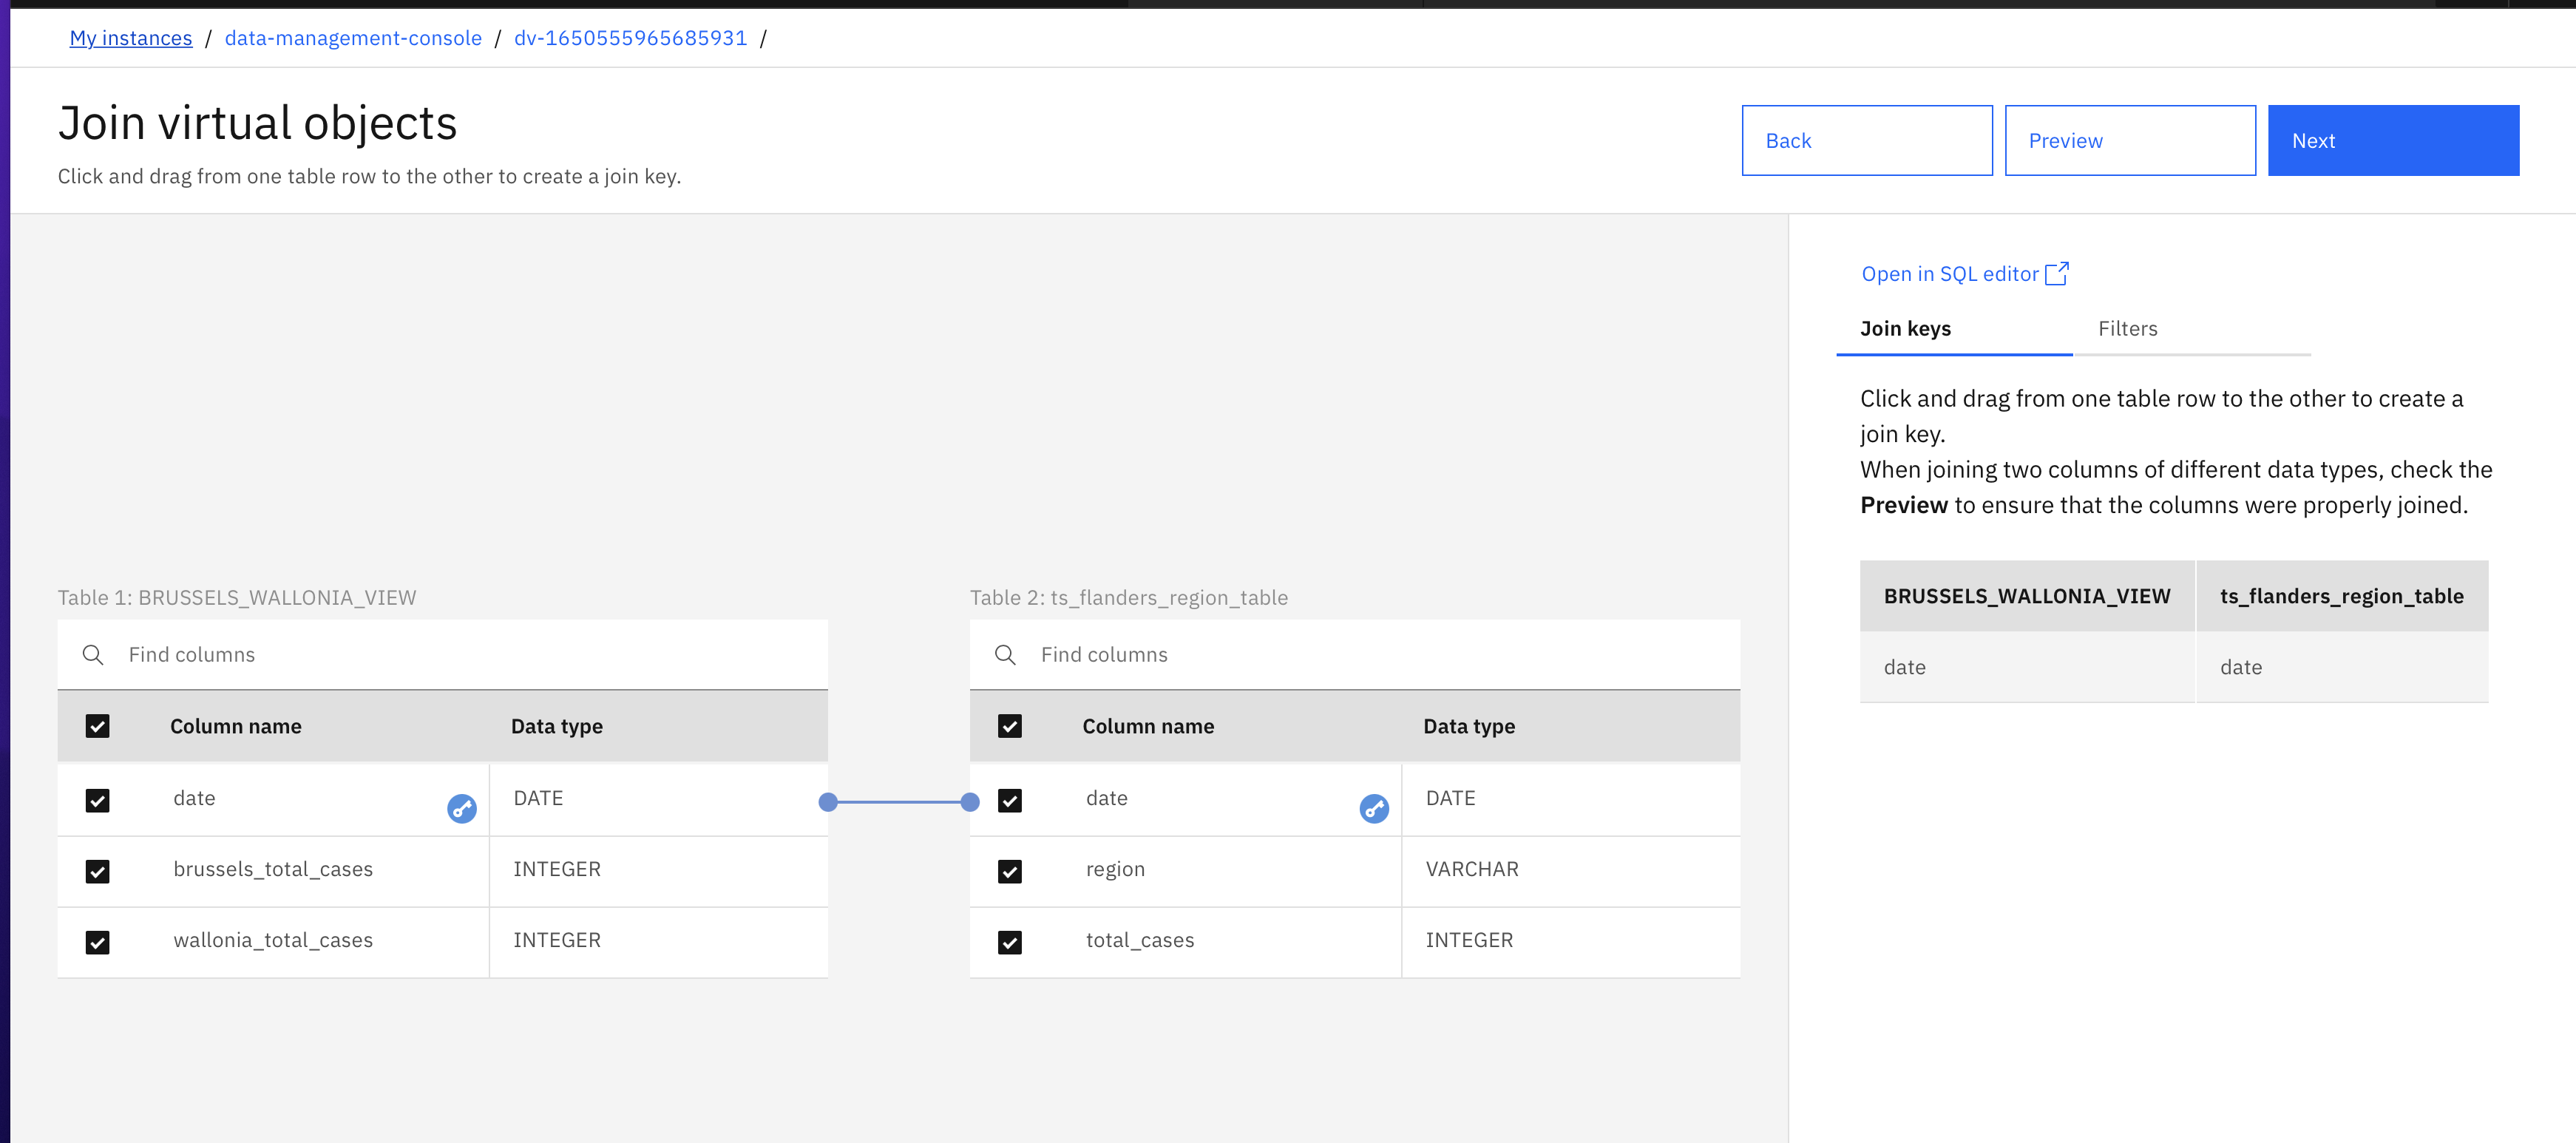 My instances / data-management-console / dv-1650555965685931 /
Join virtual objects
Click and drag from one table row to the other to create a join key.
Back
Preview
Next
Open in SQL editor
Join keys
Filters
Click and drag from one table row to the other to create a
join key.
When joining two columns of different data types, check the
Preview to ensure that the columns were properly joined.
BRUSSELS_WALLONIA_VIEW ts_flanders_region_table
date date
Table 1: BRUSSELS_WALLONIA_VIEW
Find columns
Column name Data type
date DATE
brussels_total_cases INTEGER
wallonia_total_cases INTEGER
Table 2: ts_flanders_region_table
Find columns
Column name Data type
date DATE
region VARCHAR
total_cases INTEGER